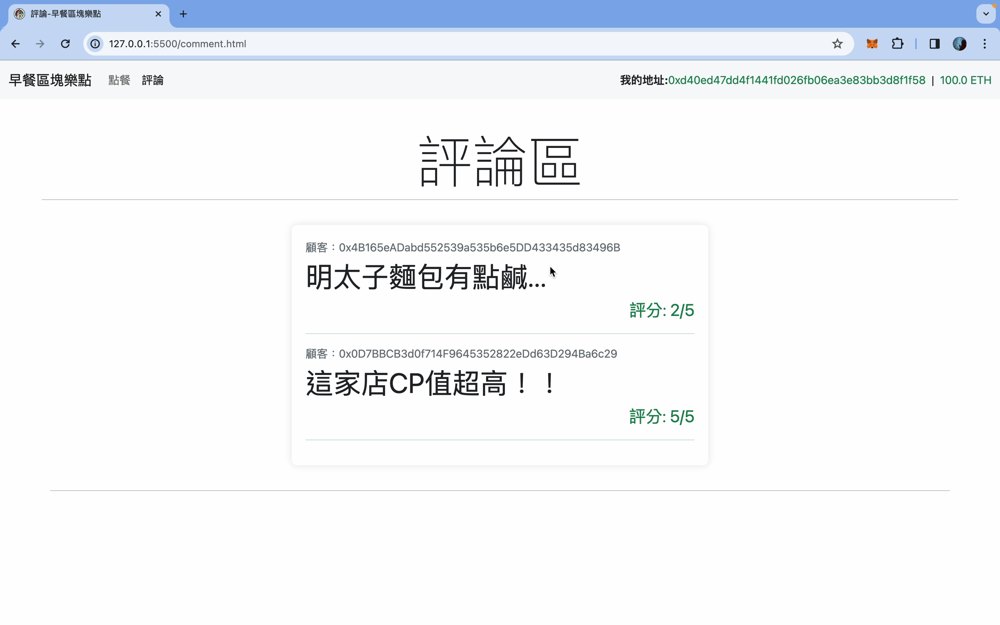 評論-早餐區塊樂點
127.0.0.1:5500/comment.html
早餐區塊樂點 點餐 評論 我的地址:0xd40ed47dd4f1441fd026fb06ea3e83bb3d8f1f58 | 100.0 ETH
評論區
顧客：0x4B165eADabd552539a535b6e5DD433435d83496B
明太子麵包有點鹹...
評分: 2/5
顧客：0x0D7BBCB3d0f714F9645352822eDd63D294Ba6c29
這家店CP值超高！！
評分: 5/5